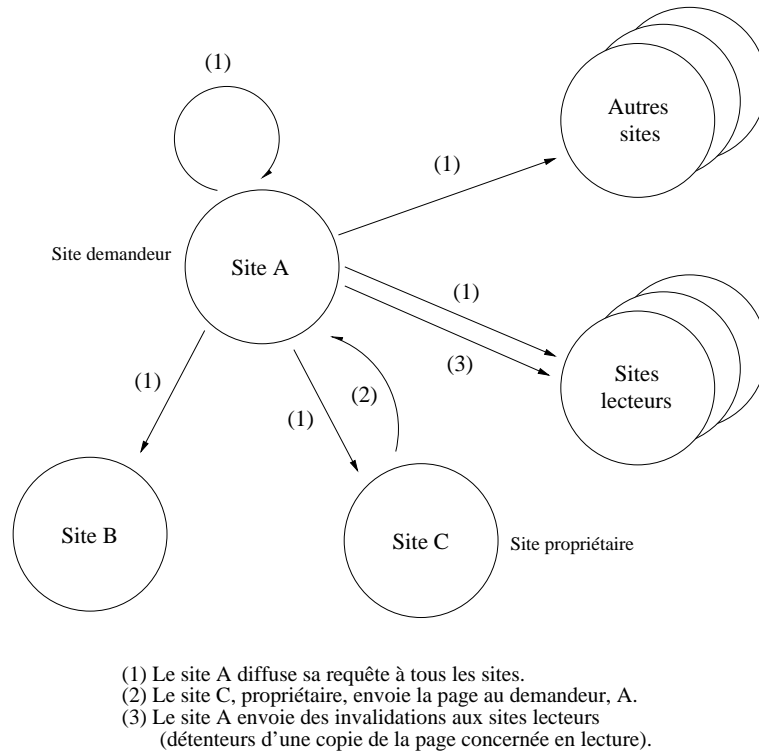 (1)
Autres
sites
(1)
Site demandeur
Site A
(1)
(3)
Sites
lecteurs
(1)
(1)
(2)
Site B
Site C
Site propriétaire
(1) Le site A diffuse sa requête à tous les sites.
(2) Le site C, propriétaire, envoie la page au demandeur, A.
(3) Le site A envoie des invalidations aux sites lecteurs
(détenteurs d'une copie de la page concernée en lecture).